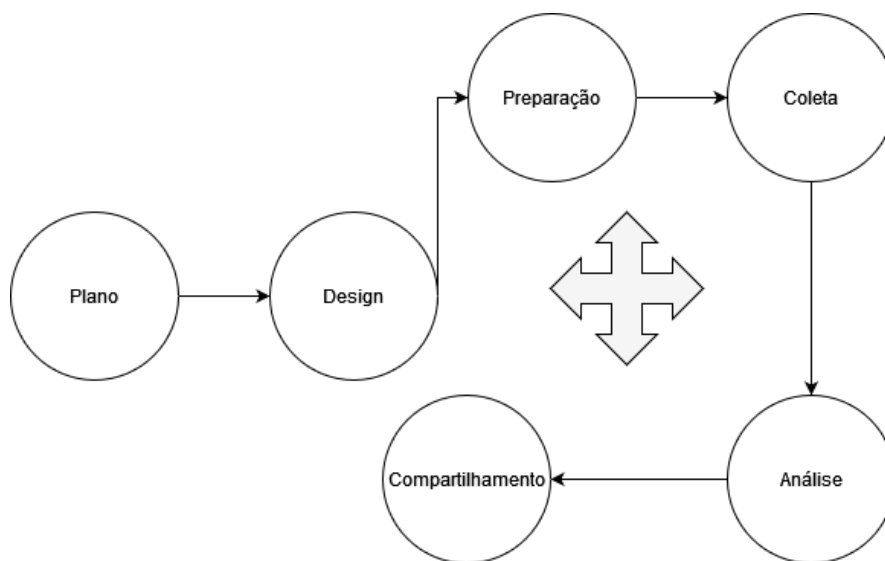 Plano
Design
Preparação
Coleta
Análise
Compartilhamento